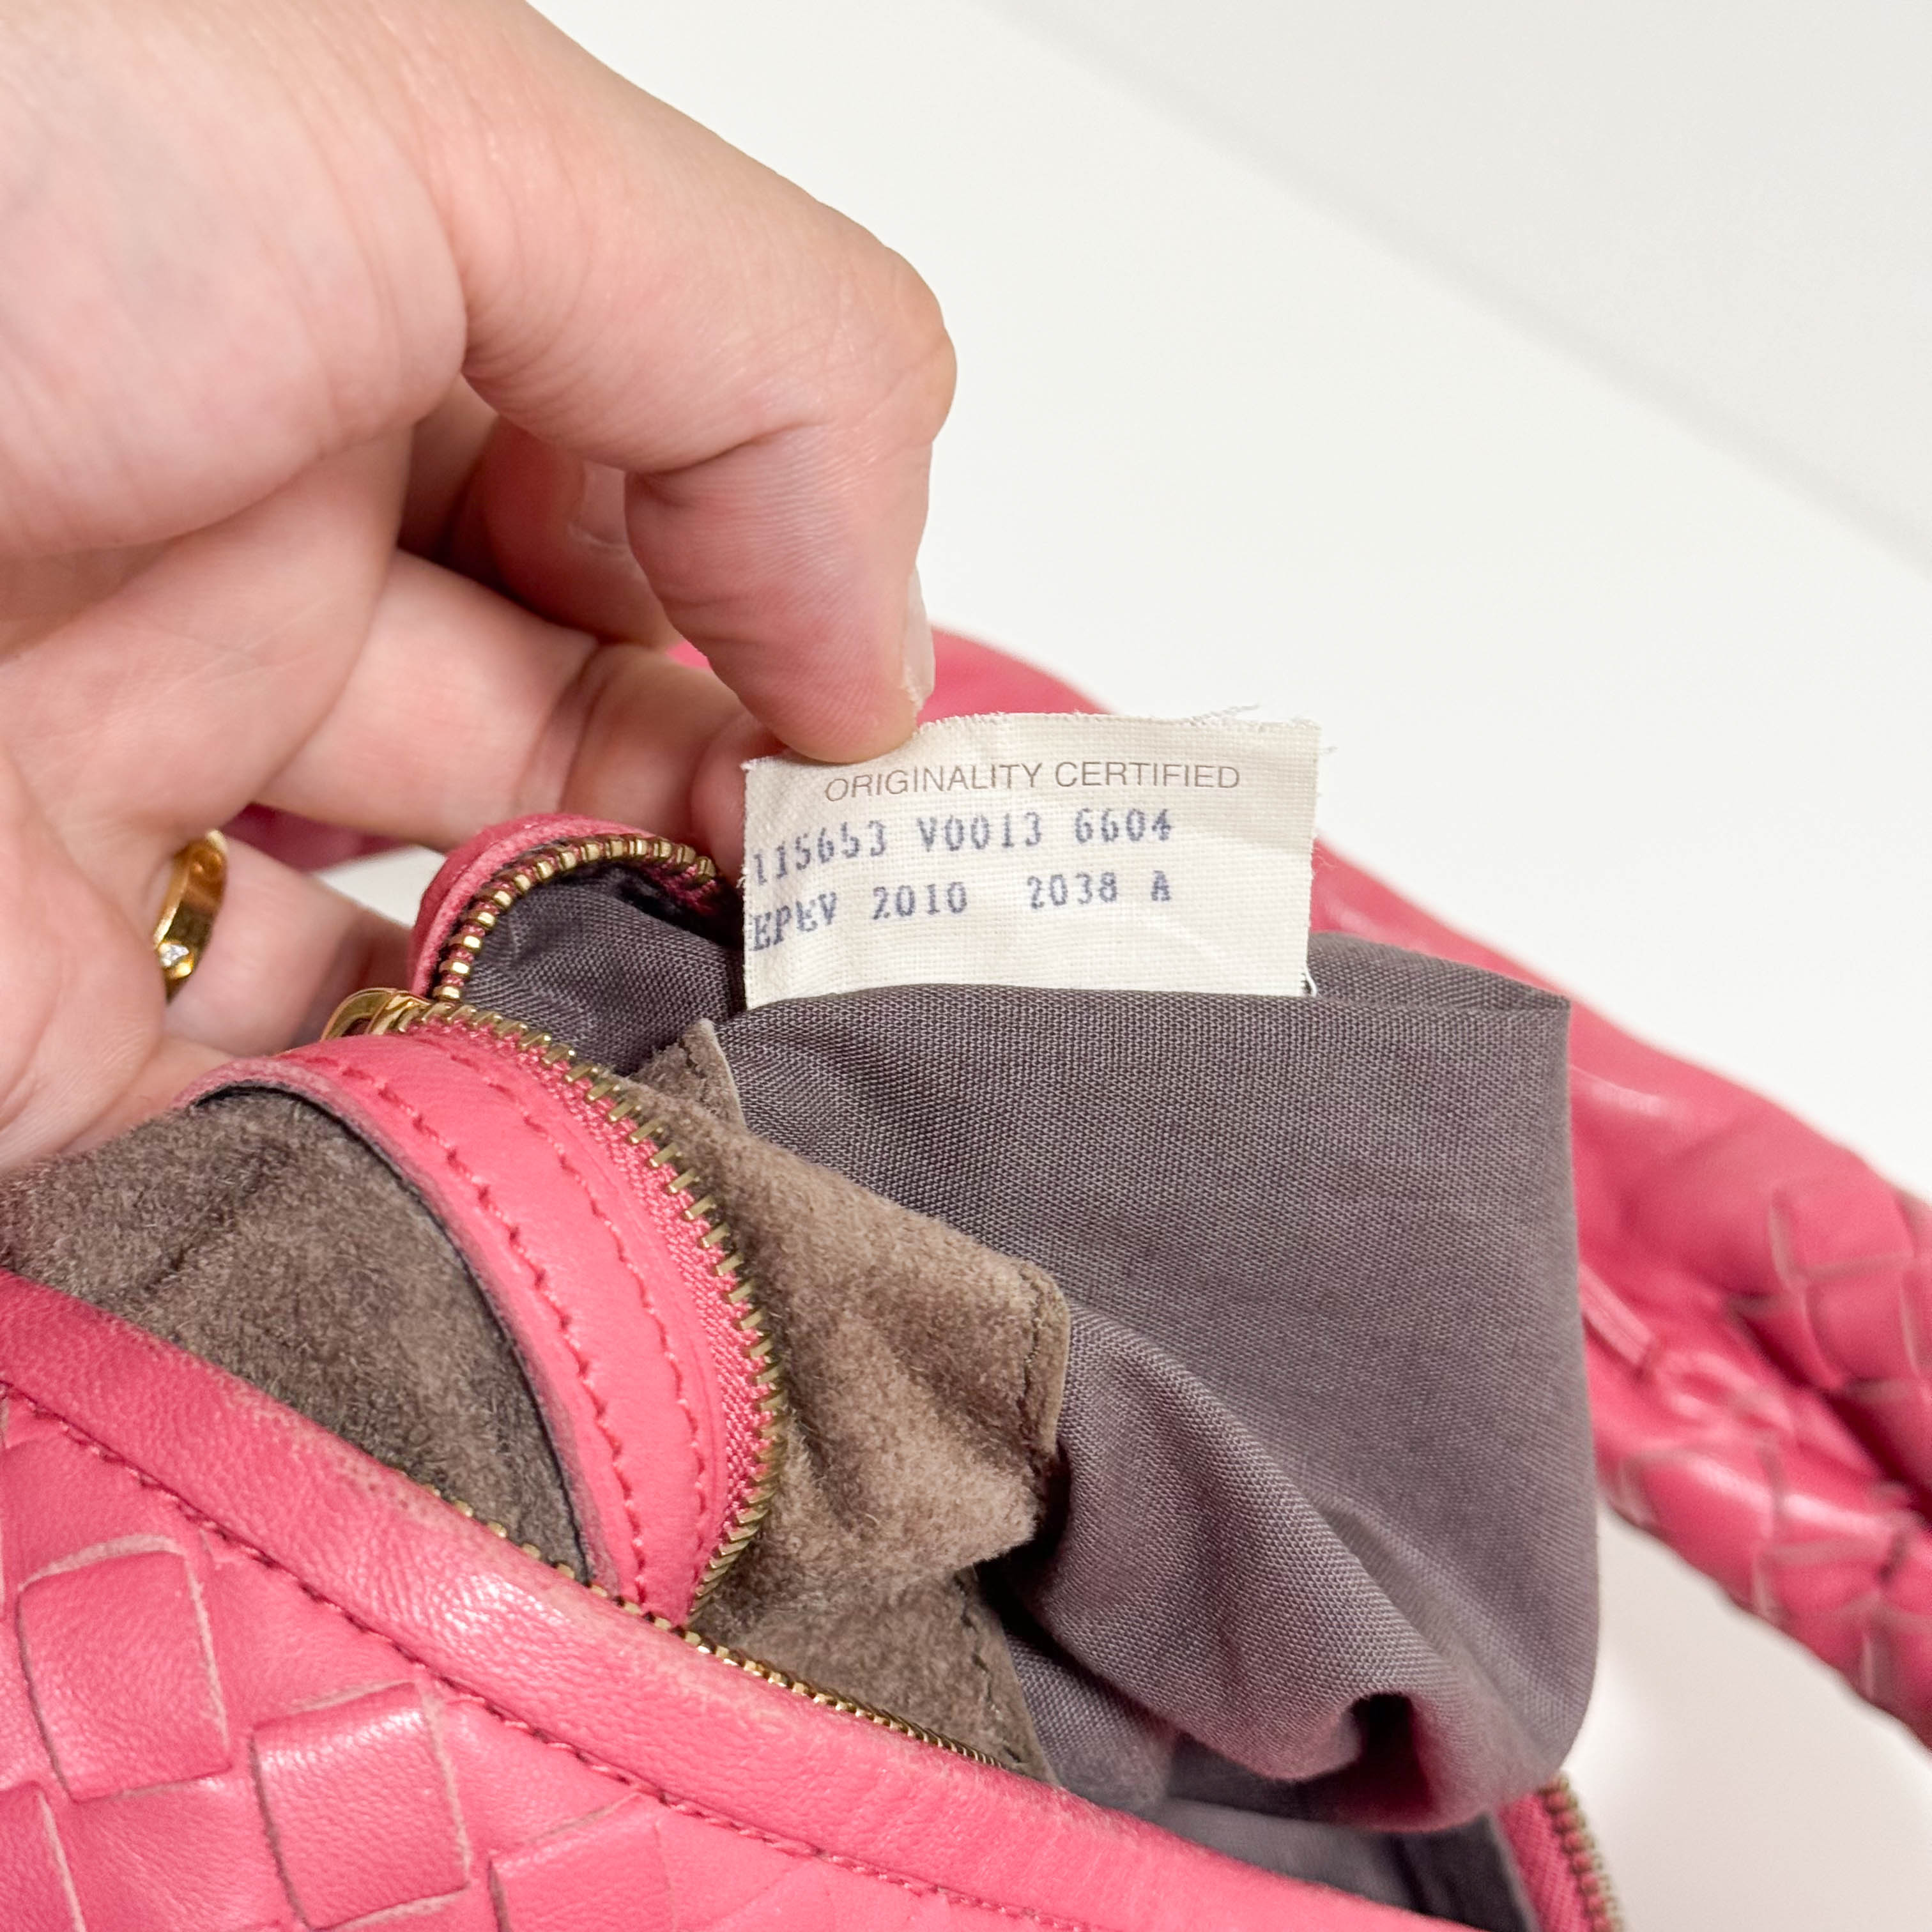 ORIGINALITY CERTIFIED
115653 V0013 6604
EPEV 2010 2038 A